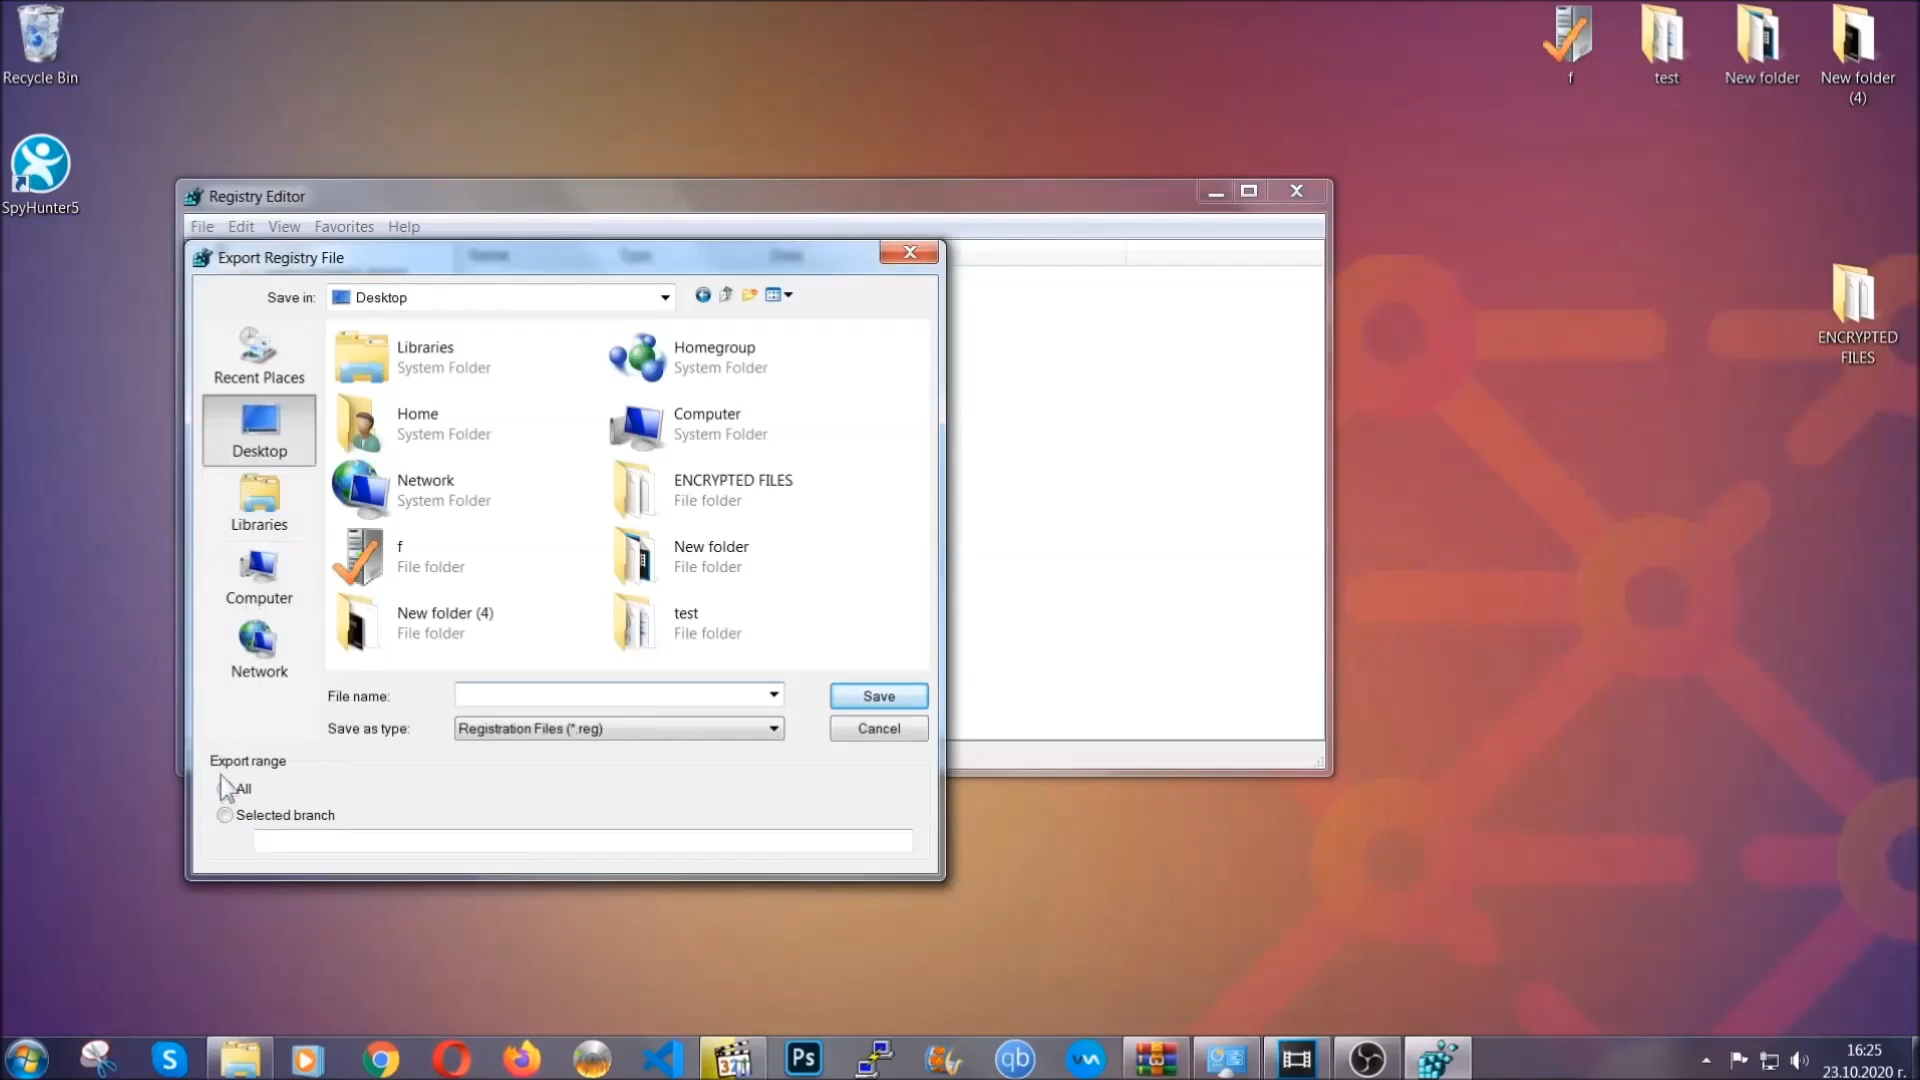 Recycle Bin
SpyHunter5
f
test
New folder
New folder
(4)
ENCRYPTED
FILES
Registry Editor
File Edit View Favorites Help
Export Registry File
Save in:
Desktop
Recent Places
Desktop
Libraries
Computer
Network
Libraries
System Folder
Homegroup
System Folder
Home
System Folder
Computer
System Folder
Network
System Folder
ENCRYPTED FILES
File folder
f
File folder
New folder
File folder
New folder (4)
File folder
test
File folder
File name:
Save
Save as type:
Registration Files (*.reg)
Cancel
Export range
All
Selected branch
S
321
Ps
qb
16:25
23.10.2020 г.